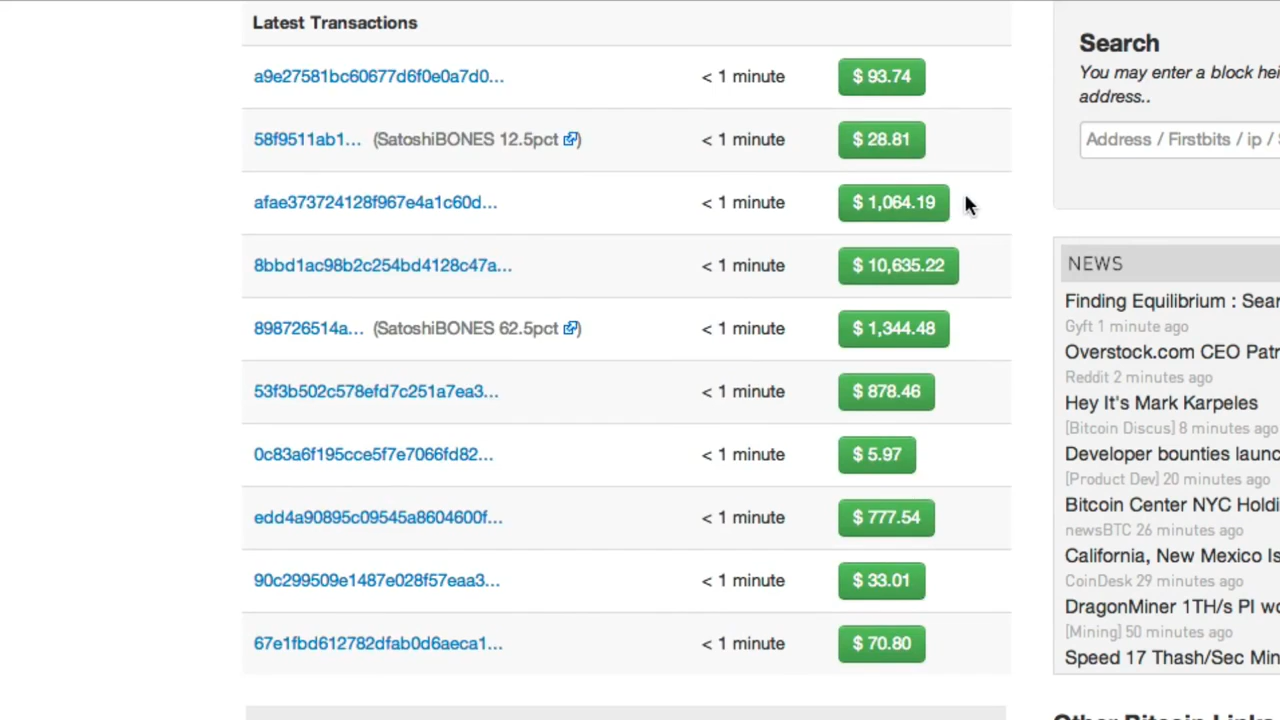 Latest Transactions
a9e27581bc60677d6f0e0a7d0... < 1 minute $ 93.74
58f9511ab1... (SatoshiBONES 12.5pct) < 1 minute $ 28.81
afae373724128f967e4a1c60d... < 1 minute $ 1,064.19
8bbd1ac98b2c254bd4128c47a... < 1 minute $ 10,635.22
898726514a... (SatoshiBONES 62.5pct) < 1 minute $ 1,344.48
53f3b502c578efd7c251a7ea3... < 1 minute $ 878.46
0c83a6f195cce5f7e7066fd82... < 1 minute $ 5.97
edd4a90895c09545a8604600f... < 1 minute $ 777.54
90c299509e1487e028f57eaa3... < 1 minute $ 33.01
67e1fbd612782dfab0d6aeca1... < 1 minute $ 70.80
Search
You may enter a block hei
address..
Address / Firstbits / ip /
NEWS
Finding Equilibrium : Sear
Gyft 1 minute ago
Overstock.com CEO Patr
Reddit 2 minutes ago
Hey It's Mark Karpeles
[Bitcoin Discus] 8 minutes ago
Developer bounties launc
[Product Dev] 20 minutes ago
Bitcoin Center NYC Holdi
newsBTC 26 minutes ago
California, New Mexico Is
CoinDesk 29 minutes ago
DragonMiner 1TH/s PI wo
[Mining] 50 minutes ago
Speed 17 Thash/Sec Min
Other Bitcoin Links